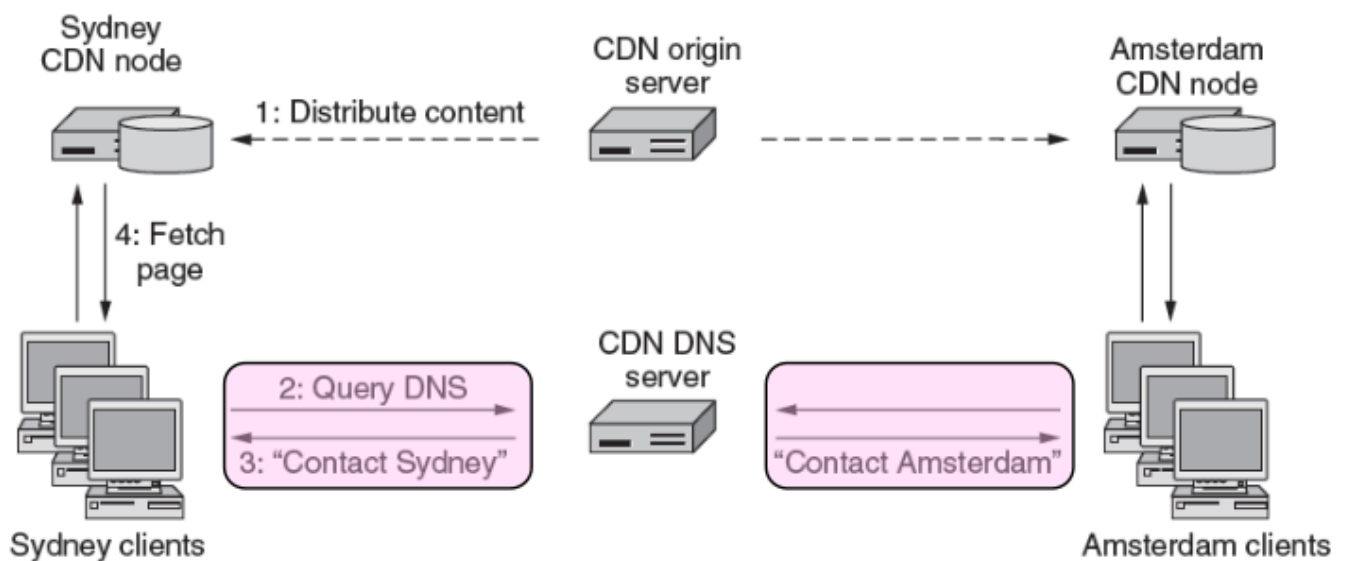 Sydney
CDN node
CDN origin
server
Amsterdam
CDN node
1: Distribute content
4: Fetch
page
CDN DNS
server
2: Query DNS
3: “Contact Sydney”
“Contact Amsterdam”
Sydney clients
Amsterdam clients